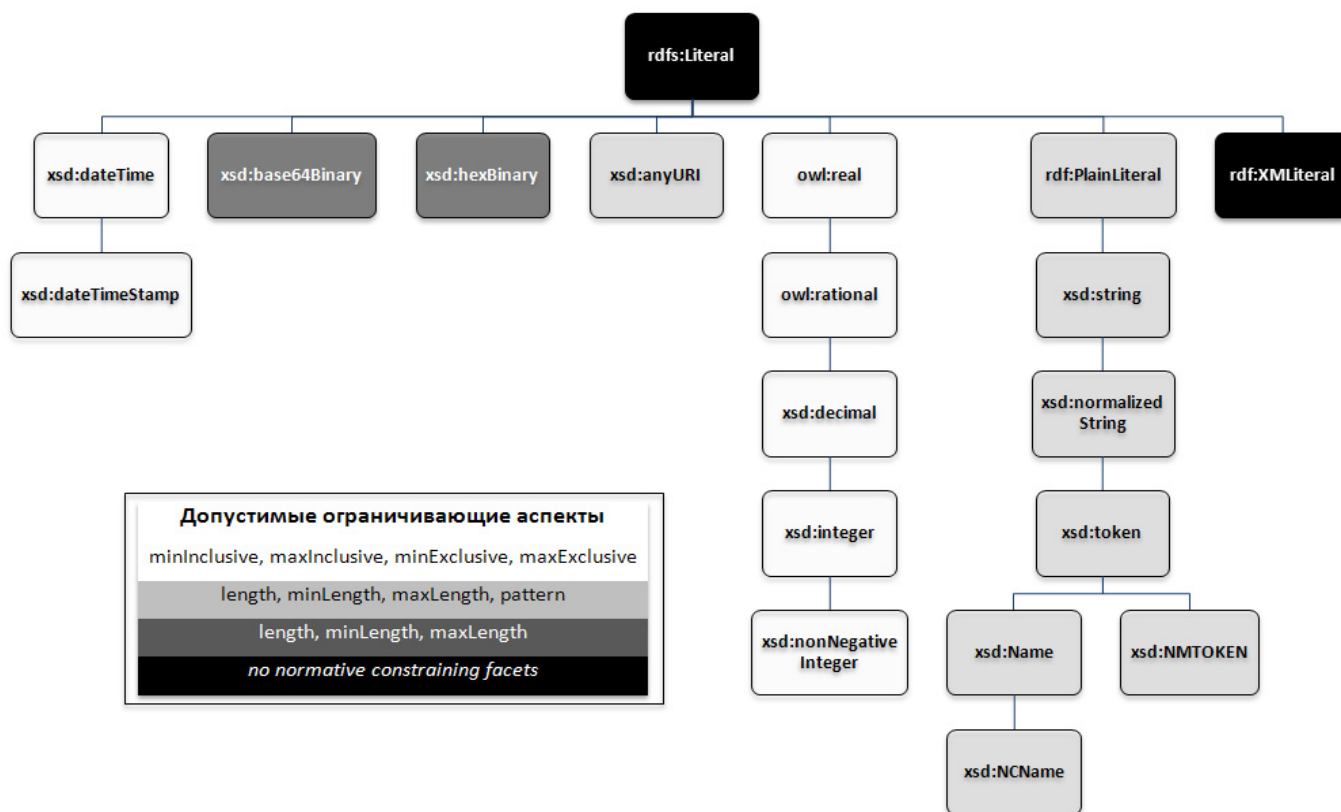 rdfs:Literal
xsd:dateTime
xsd:base64Binary
xsd:hexBinary
xsd:anyURI
owl:real
rdf:PlainLiteral
rdf:XMLLiteral
xsd:dateTimeStamp
owl:rational
xsd:string
xsd:decimal
xsd:normalized
String
xsd:integer
xsd:token
xsd:nonNegative
Integer
xsd:Name
xsd:NMTOKEN
xsd:NCName
Допустимые ограничивающие аспекты
minInclusive, maxInclusive, minExclusive, maxExclusive
length, minLength, maxLength, pattern
length, minLength, maxLength
no normative constraining facets